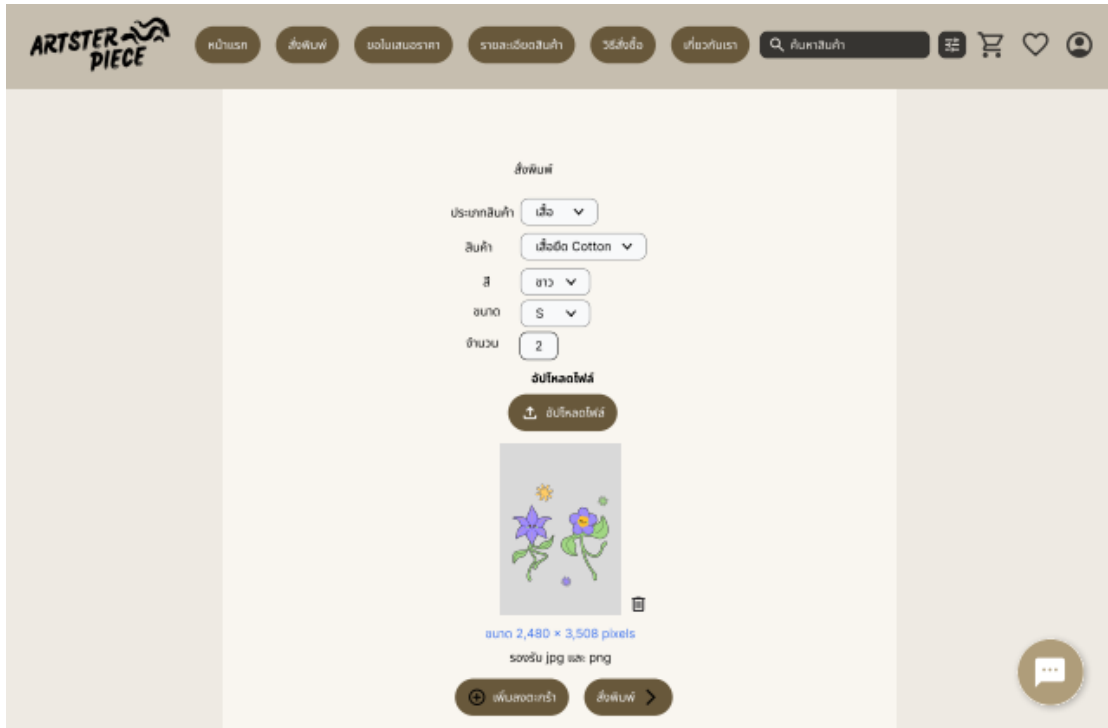 ARTSTER
PIECE
หน้าแรก
สั่งพิมพ์
ขอใบเสนอราคา
รายละเอียดสินค้า
วิธีสั่งซื้อ
เกี่ยวกับเรา
ค้นหาสินค้า
สั่งพิมพ์
ประเภทสินค้า เสื้อ
สินค้า เสื้อยืด Cotton
สี ขาว
ขนาด S
จำนวน 2
อัปโหลดไฟล์
อัปโหลดไฟล์
ขนาด 2,480 × 3,508 pixels
รองรับ jpg และ png
เพิ่มลงตะกร้า
สั่งพิมพ์